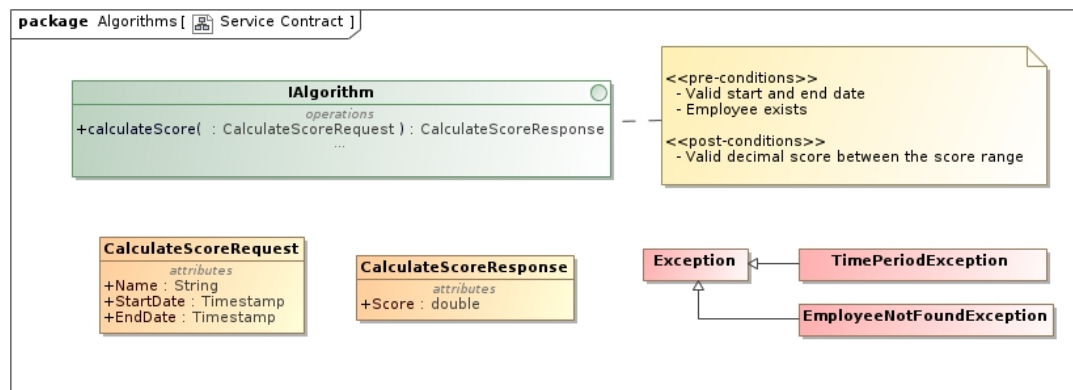 package Algorithms [ Service Contract ]
IAlgorithm
operations
+calculateScore( : CalculateScoreRequest ) : CalculateScoreResponse
...
<<pre-conditions>>
- Valid start and end date
- Employee exists
<<post-conditions>>
- Valid decimal score between the score range
CalculateScoreRequest
attributes
+Name : String
+StartDate : Timestamp
+EndDate : Timestamp
CalculateScoreResponse
attributes
+Score : double
Exception
TimePeriodException
EmployeeNotFoundException